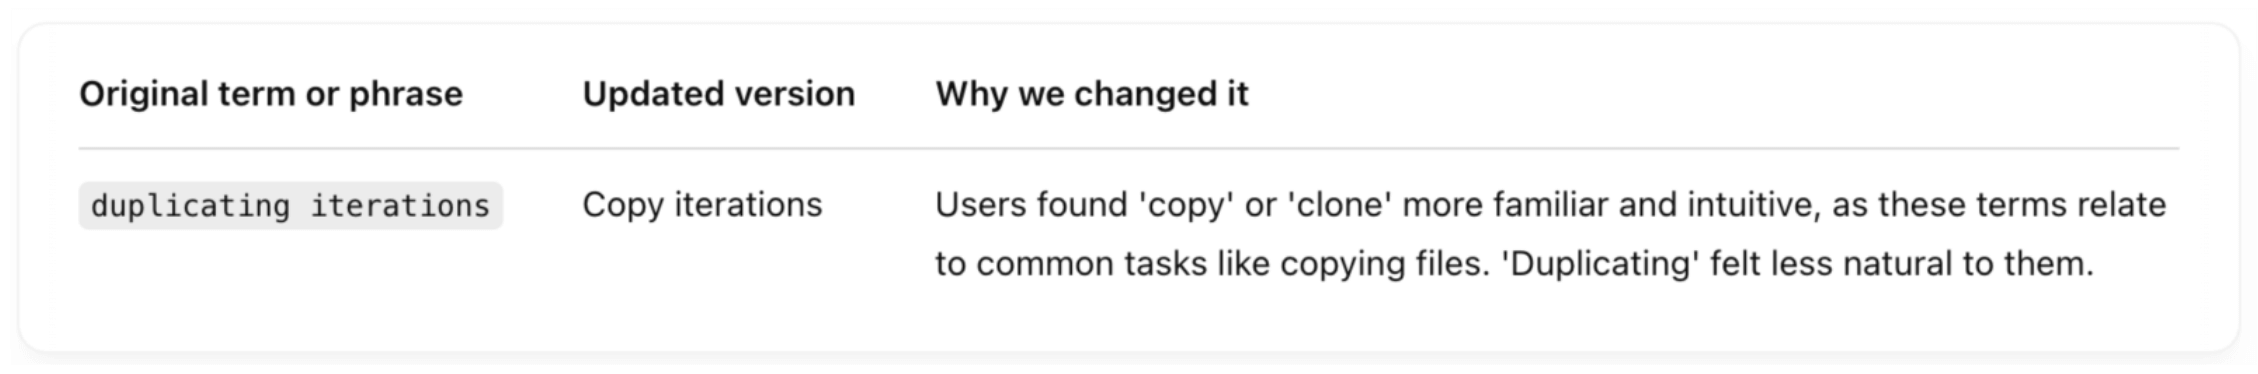 Original term or phrase Updated version Why we changed it
duplicating iterations Copy iterations Users found 'copy' or 'clone' more familiar and intuitive, as these terms relate
to common tasks like copying files. 'Duplicating' felt less natural to them.